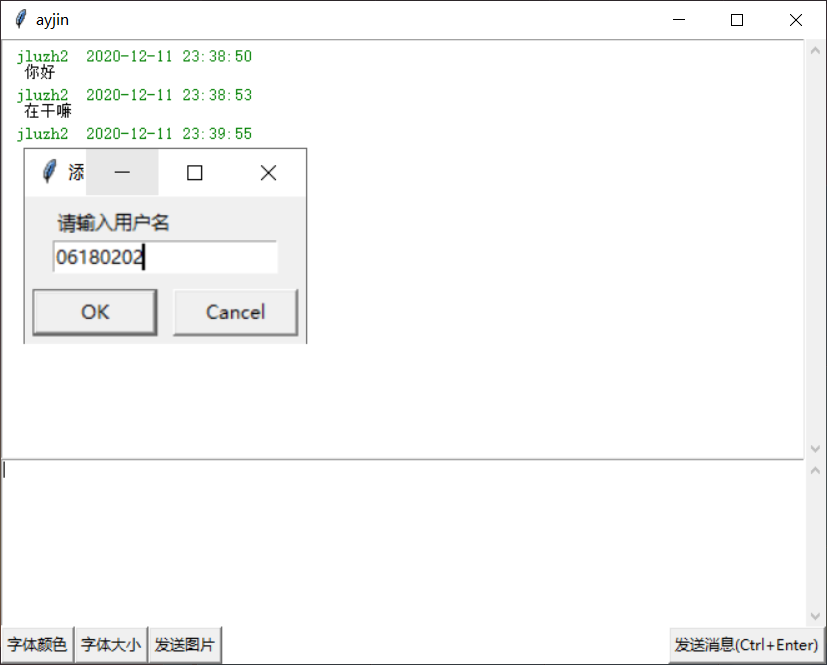 ayjin
jluzh2 2020-12-11 23:38:50
你好
jluzh2 2020-12-11 23:38:53
在干嘛
jluzh2 2020-12-11 23:39:55
添
请输入用户名
06180202
OK Cancel
字体颜色 字体大小 发送图片 发送消息(Ctrl+Enter)